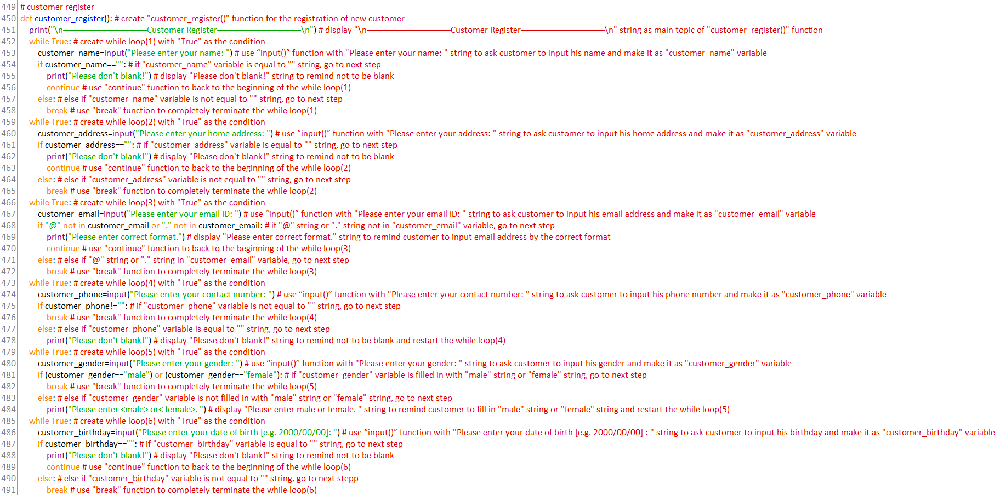 449 # customer register
450 def customer_register(): # create "customer_register()" function for the registration of new customer
451     print("\n——————————Customer Register——————————\n") # display "\n——————————Customer Register——————————\n" string as main topic of "customer_register()" function
452     while True: # create while loop(1) with "True" as the condition
453         customer_name=input("Please enter your name: ") # use “input()” function with "Please enter your name: " string to ask customer to input his name and make it as "customer_name" variable
454         if customer_name=="": # if "customer_name" variable is equal to "" string, go to next step
455             print("Please don't blank!") # display "Please don't blank!" string to remind not to be blank
456             continue # use "continue" function to back to the beginning of the while loop(1)
457         else: # else if "customer_name" variable is not equal to "" string, go to next step
458             break # use "break" function to completely terminate the while loop(1)
459     while True: # create while loop(2) with "True" as the condition
460         customer_address=input("Please enter your home address: ") # use “input()” function with "Please enter your address: " string to ask customer to input his home address and make it as "customer_address" variable
461         if customer_address=="": # if "customer_address" variable is equal to "" string, go to next step
462             print("Please don't blank!") # display "Please don't blank!" string to remind not to be blank
463             continue # use "continue" function to back to the beginning of the while loop(2)
464         else: # else if "customer_address" variable is not equal to "" string, go to next step
465             break # use "break" function to completely terminate the while loop(2)
466     while True: # create while loop(3) with "True" as the condition
467         customer_email=input("Please enter your email ID: ") # use “input()” function with "Please enter your email ID: " string to ask customer to input his email address and make it as "customer_email" variable
468         if "@" not in customer_email or "." not in customer_email: # if "@" string or "." string not in "customer_email" variable, go to next step
469             print("Please enter correct format.") # display "Please enter correct format." string to remind customer to input email address by the correct format
470             continue # use "continue" function to back to the beginning of the while loop(3)
471         else: # else if "@" string or "." string in "customer_email" variable, go to next step
472             break # use "break" function to completely terminate the while loop(3)
473     while True: # create while loop(4) with "True" as the condition
474         customer_phone=input("Please enter your contact number: ") # use “input()” function with "Please enter your contact number: " string to ask customer to input his phone number and make it as "customer_phone" variable
475         if customer_phone!="": # if "customer_phone" variable is not equal to "" string, go to next step
476             break # use "break" function to completely terminate the while loop(4)
477         else: # else if "customer_phone" variable is equal to "" string, go to next step
478             print("Please don't blank!") # display "Please don't blank!" string to remind not to be blank and restart the while loop(4)
479     while True: # create while loop(5) with "True" as the condition
480         customer_gender=input("Please enter your gender: ") # use “input()” function with "Please enter your gender: " string to ask customer to input his gender and make it as "customer_gender" variable
481         if (customer_gender=="male") or (customer_gender=="female"): # if "customer_gender" variable is filled in with "male" string or "female" string, go to next step
482             break # use "break" function to completely terminate the while loop(5)
483         else: # else if "customer_gender" variable is not filled in with "male" string or "female" string, go to next step
484             print("Please enter <male> or< female>. ") # display "Please enter male or female. " string to remind customer to fill in "male" string or "female" string and restart the while loop(5)
485     while True: # create while loop(6) with "True" as the condition
486         customer_birthday=input("Please enter your date of birth [e.g. 2000/00/00]: ") # use “input()” function with "Please enter your date of birth [e.g. 2000/00/00] : " string to ask customer to input his birthday and make it as "customer_birthday" variable
487         if customer_birthday=="": # if "customer_birthday" variable is equal to "" string, go to next step
488             print("Please don't blank!") # display "Please don't blank!" string to remind not to be blank
489             continue # use "continue" function to back to the beginning of the while loop(6)
490         else: # else if "customer_birthday" variable is not equal to "" string, go to next stepp
491             break # use "break" function to completely terminate the while loop(6)